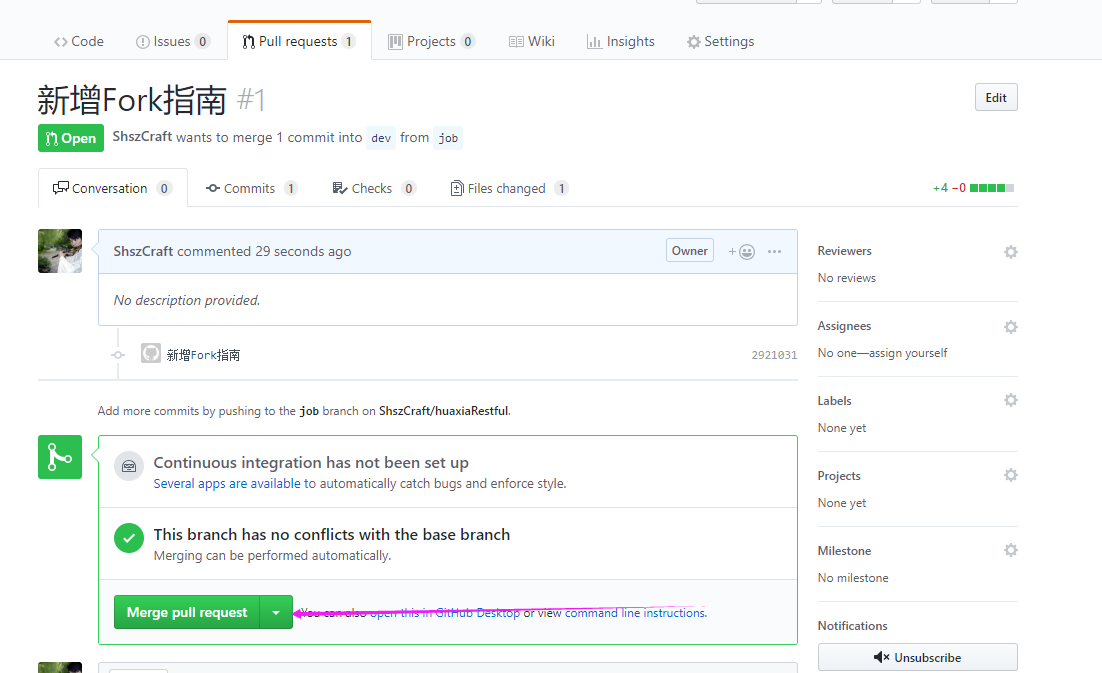 Code Issues 0 Pull requests 1 Projects 0 Wiki Insights Settings
新增Fork指南 #1
Edit
Open ShszCraft wants to merge 1 commit into dev from job
Conversation 0 Commits 1 Checks 0 Files changed 1 +4 −0
ShszCraft commented 29 seconds ago Owner +
No description provided.
新增Fork指南 2921031
Add more commits by pushing to the job branch on ShszCraft/huaxiaRestful.
Continuous integration has not been set up
Several apps are available to automatically catch bugs and enforce style.
This branch has no conflicts with the base branch
Merging can be performed automatically.
Merge pull request You can also open this in GitHub Desktop or view command line instructions.
Reviewers
No reviews
Assignees
No one—assign yourself
Labels
None yet
Projects
None yet
Milestone
No milestone
Notifications
Unsubscribe